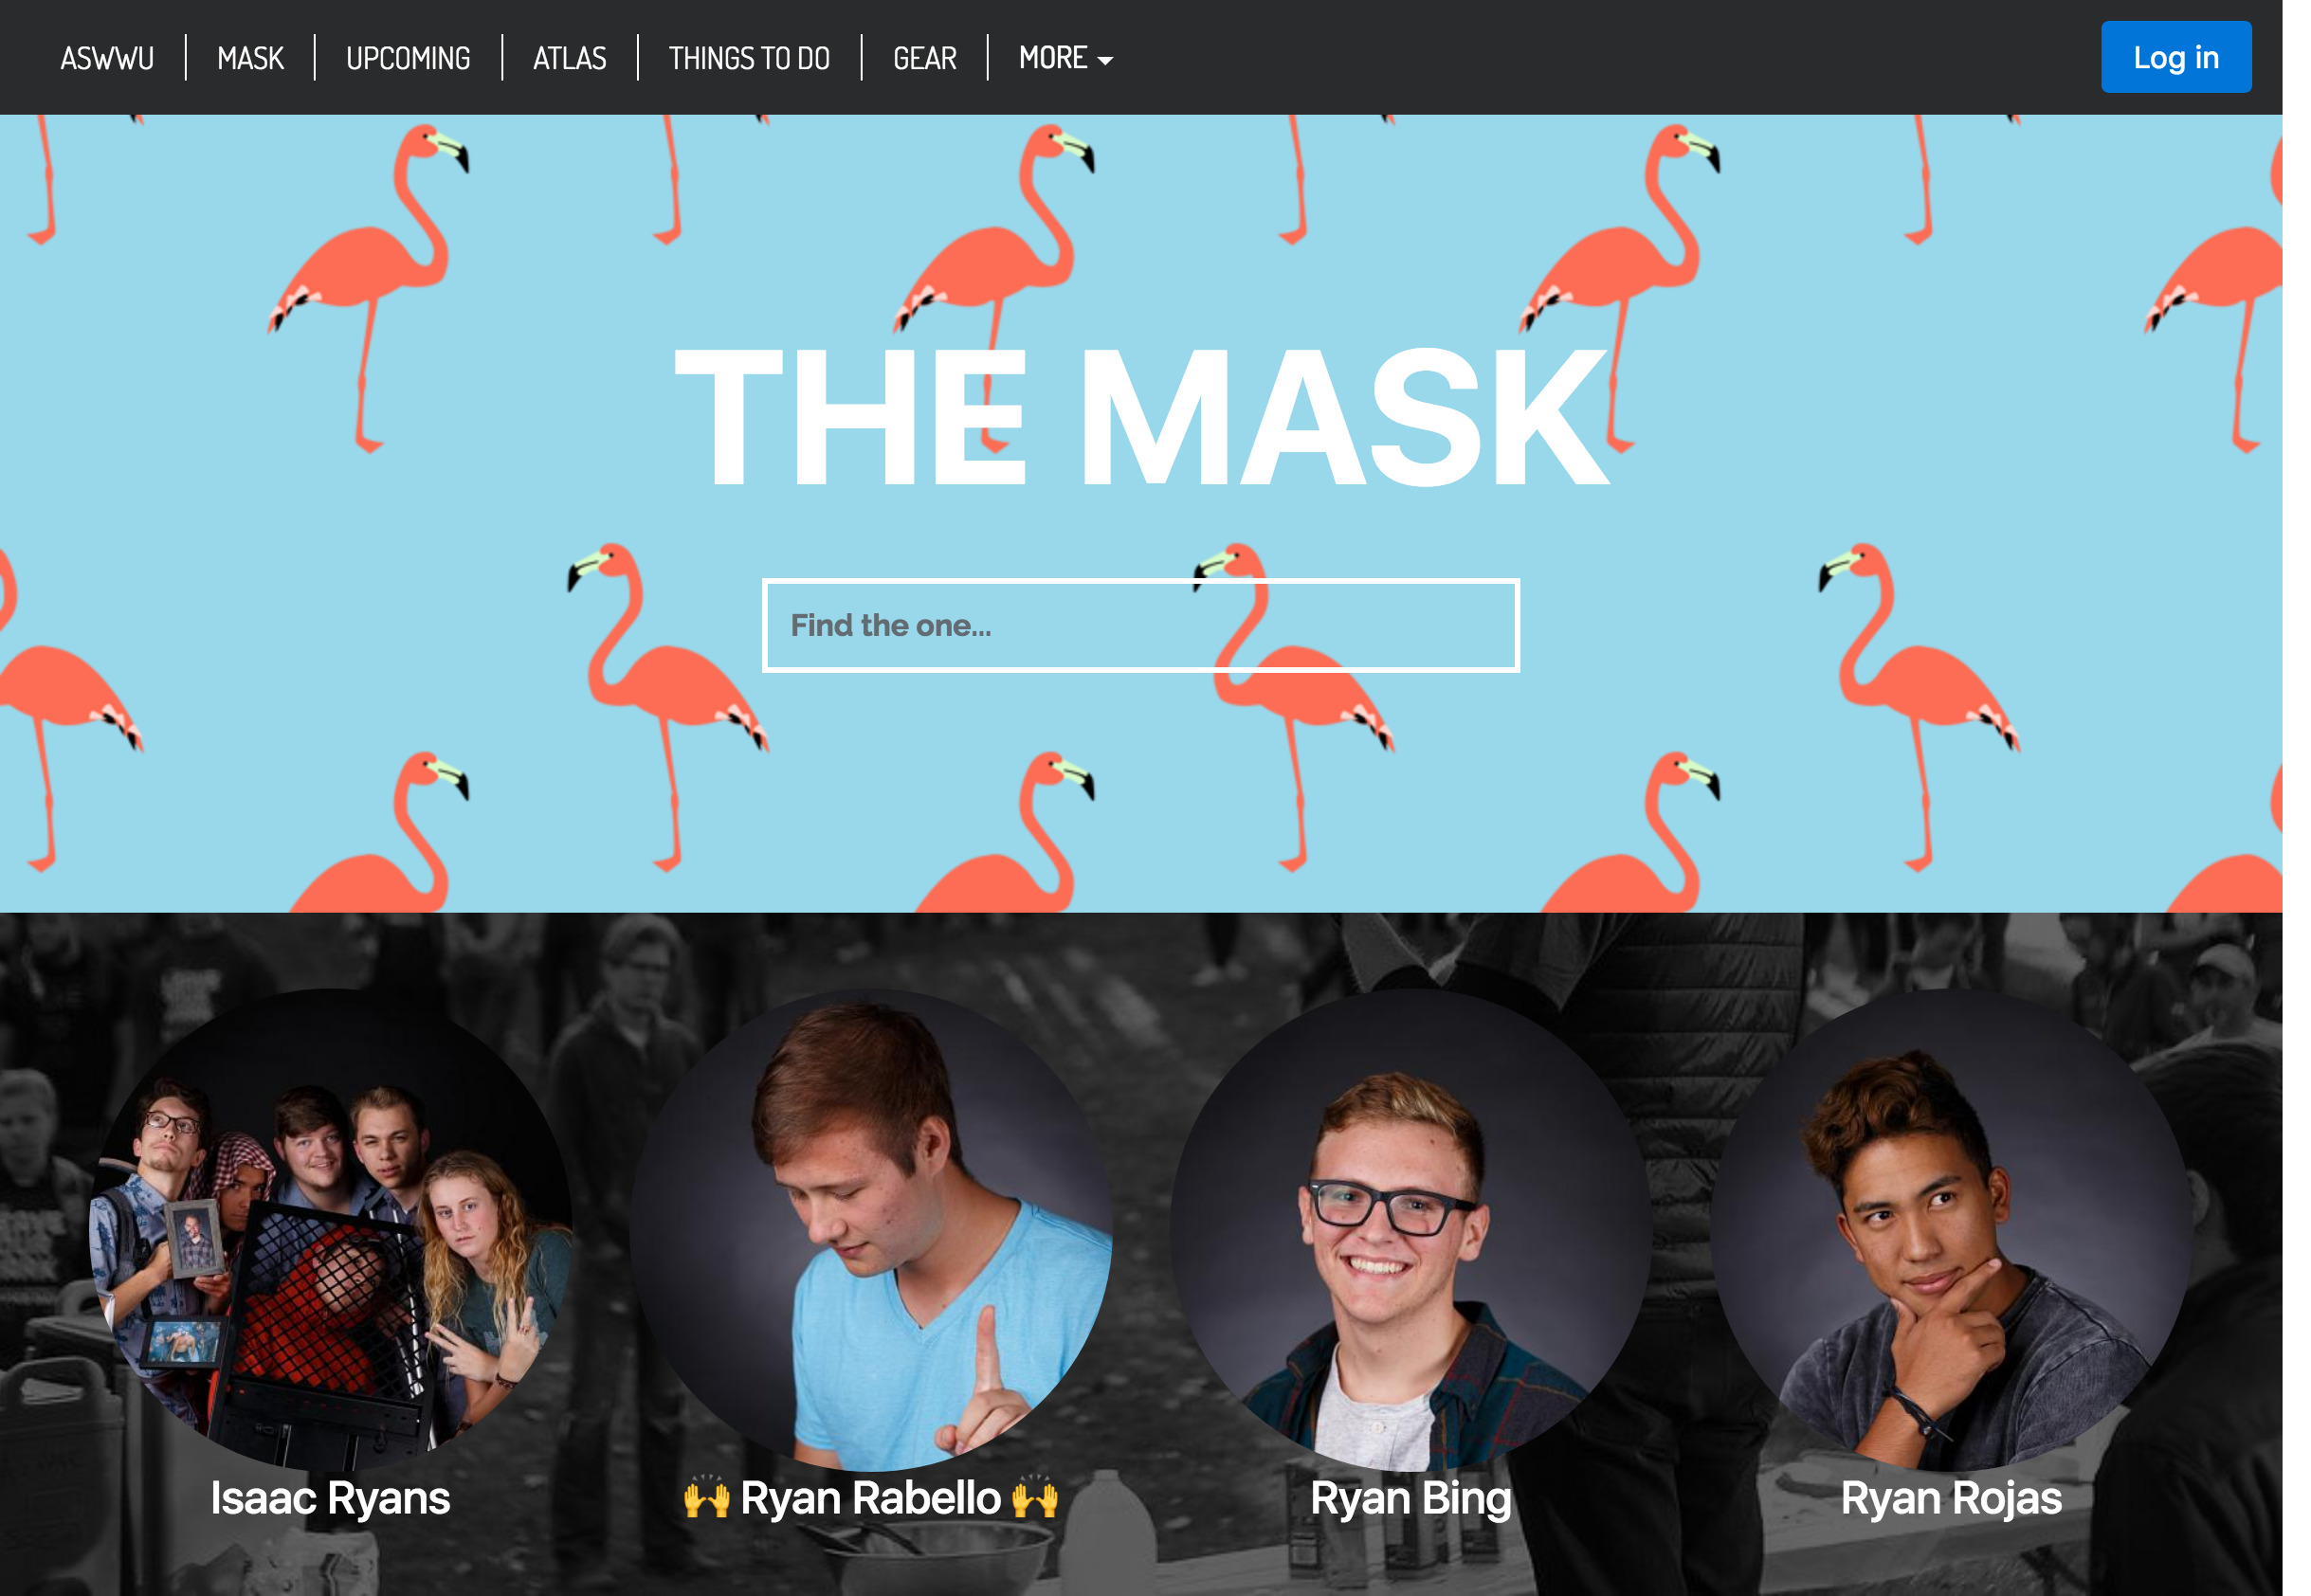 ASWWU MASK UPCOMING ATLAS THINGS TO DO GEAR MORE Log in
THE MASK
Find the one...
Isaac Ryans 🙌 Ryan Rabello 🙌 Ryan Bing Ryan Rojas